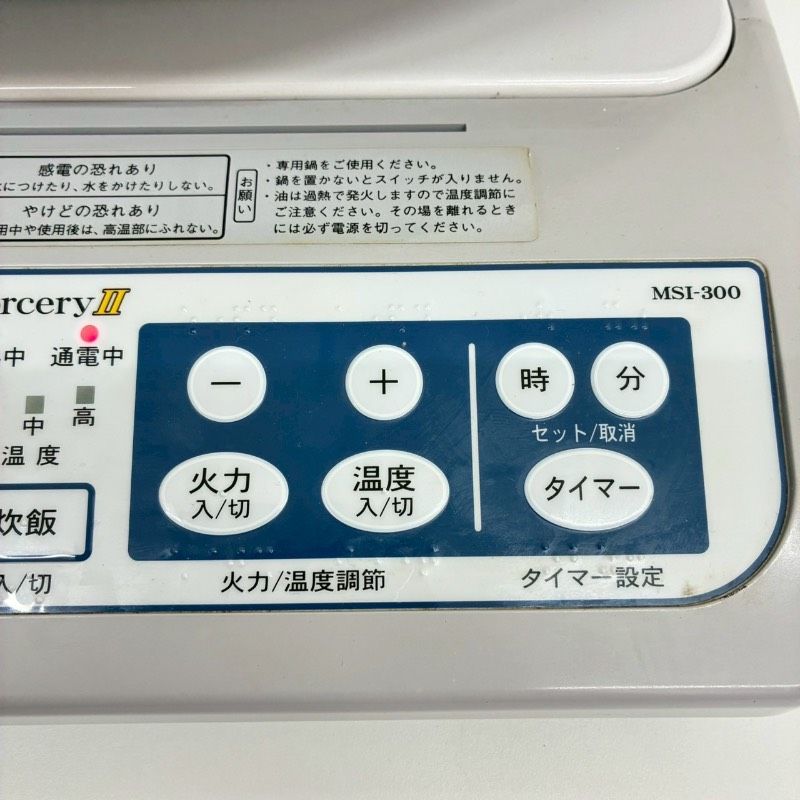 感電の恐れあり
につけたり、水をかけたりしない。
やけどの恐れあり
用中や使用後は、高温部にふれない。
お願い
・専用鍋をご使用ください。
・鍋を置かないとスイッチが入りません。
・油は過熱で発火しますので温度調節に
ご注意ください。その場を離れるとき
には必ず電源を切ってください。
rcery II
MSI-300
中 通電中
中 高
温度
炊飯
入/切
－ ＋
火力
入/切
温度
入/切
火力/温度調節
時 分
セット/取消
タイマー
タイマー設定